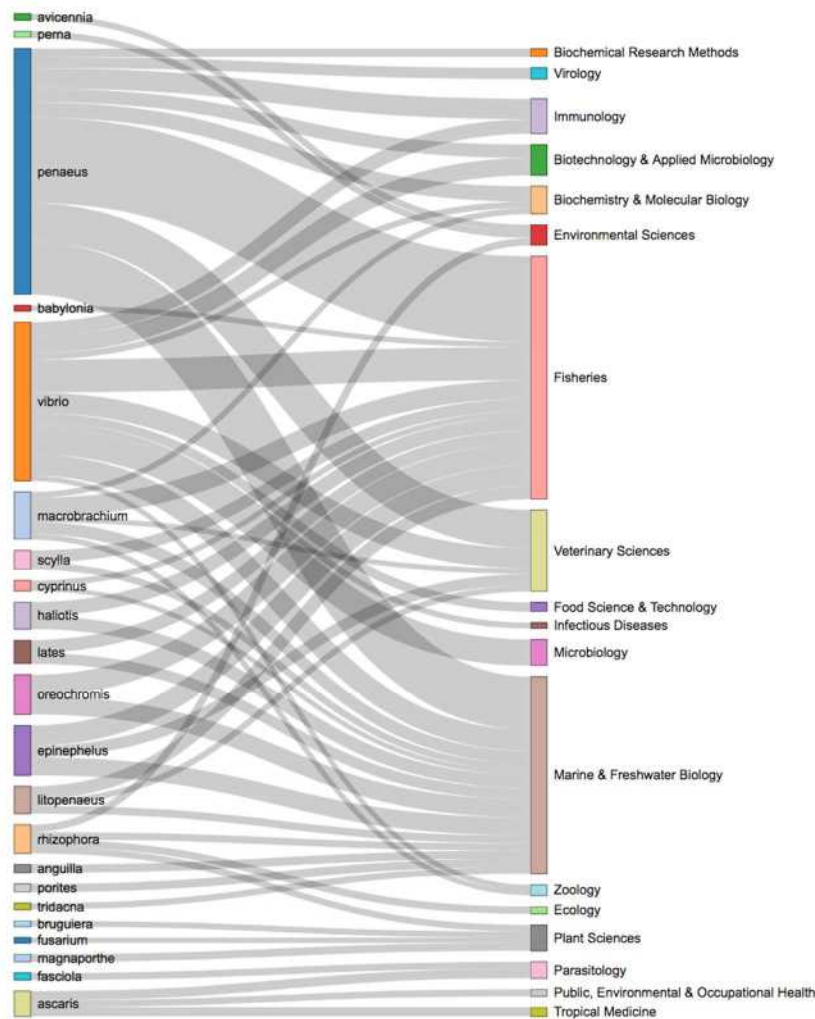 avicennia
perna
penaeus
babylonia
vibrio
macrobrachium
scylla
cyprinus
haliotis
lates
oreochromis
epinephelus
litopenaeus
rhizophora
anguilla
porites
tridacna
bruguiera
fusarium
magnaporthe
fasciola
ascaris
Biochemical Research Methods
Virology
Immunology
Biotechnology & Applied Microbiology
Biochemistry & Molecular Biology
Environmental Sciences
Fisheries
Veterinary Sciences
Food Science & Technology
Infectious Diseases
Microbiology
Marine & Freshwater Biology
Zoology
Ecology
Plant Sciences
Parasitology
Public, Environmental & Occupational Health
Tropical Medicine